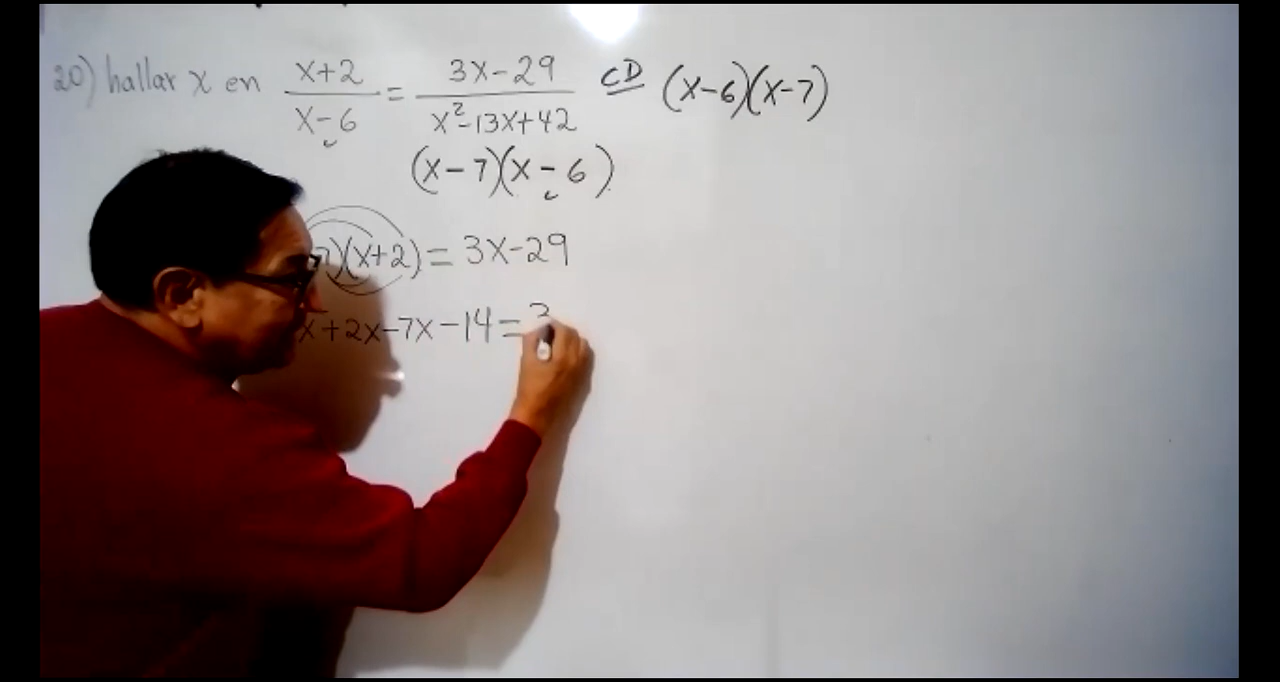 20) hallar x en x+2/x-6 = 3x-29/x²-13x+42 CD (x-6)(x-7)
(x-7)(x-6)
7)(x+2) = 3x-29
x+2x-7x-14=3